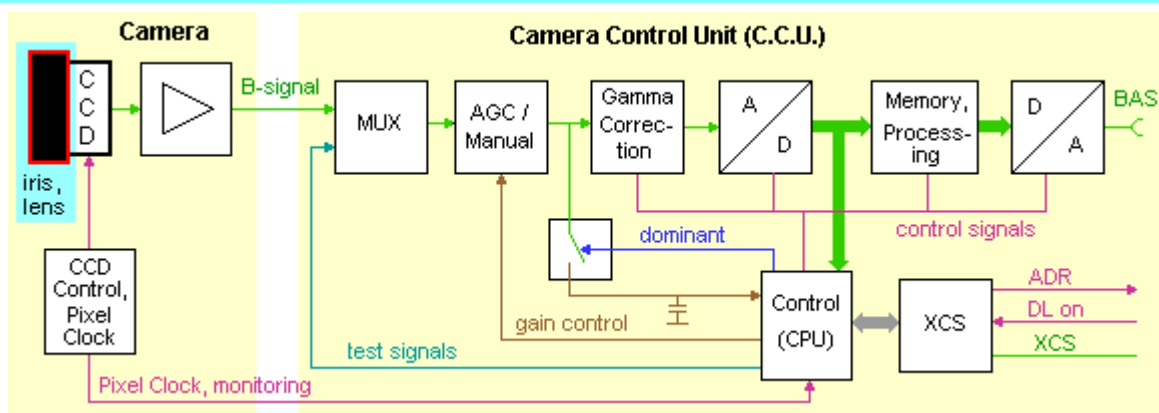 Camera
Camera Control Unit (C.C.U.)
C
C
D
iris,
lens
B-signal
MUX
AGC /
Manual
Gamma
Correc-
tion
A
D
Memory,
Process-
ing
D
A
BAS
control signals
dominant
CCD
Control,
Pixel
Clock
gain control
Control
(CPU)
XCS
ADR
DL on
XCS
test signals
Pixel Clock, monitoring